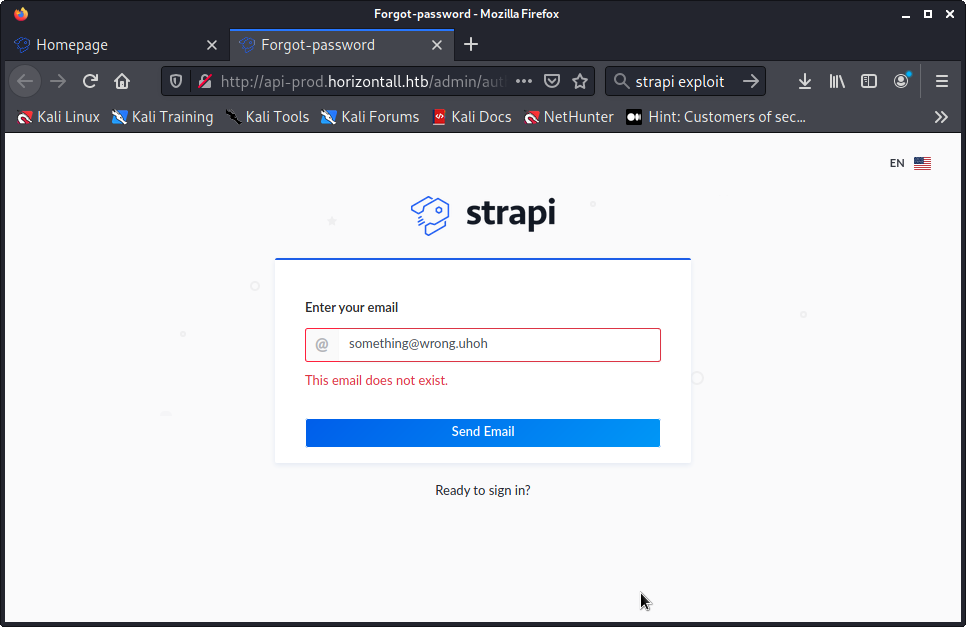 Forgot-password - Mozilla Firefox
Homepage
Forgot-password
http://api-prod.horizontall.htb/admin/aut
strapi exploit
Kali Linux
Kali Training
Kali Tools
Kali Forums
Kali Docs
NetHunter
Hint: Customers of sec...
EN
strapi
Enter your email
@ something@wrong.uhoh
This email does not exist.
Send Email
Ready to sign in?